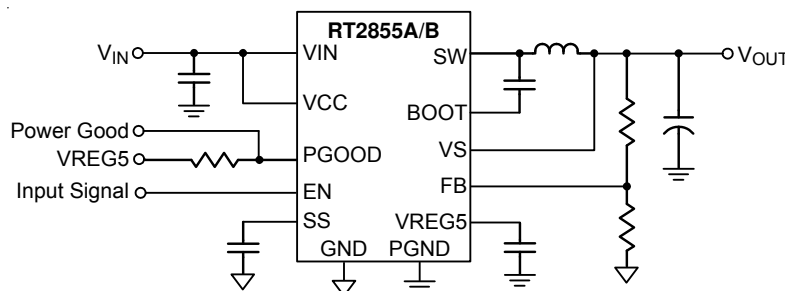 RT2855A/B
VIN
VIN
SW
VOUT
VCC
BOOT
Power Good
VREG5
PGOOD
VS
Input Signal
EN
FB
SS
VREG5
GND
PGND